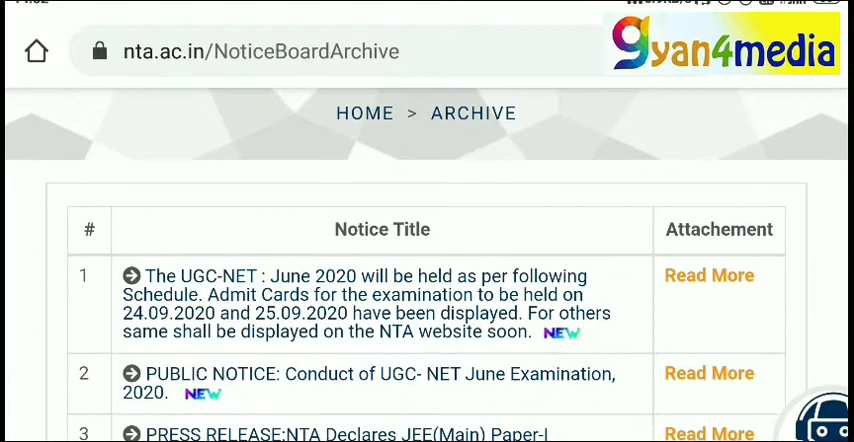 nta.ac.in/NoticeBoardArchive
gyan4media
HOME > ARCHIVE
# Notice Title Attachement
1 The UGC-NET : June 2020 will be held as per following Read More
Schedule. Admit Cards for the examination to be held on
24.09.2020 and 25.09.2020 have been displayed. For others
same shall be displayed on the NTA website soon. NEW
2 PUBLIC NOTICE: Conduct of UGC- NET June Examination, Read More
2020. NEW
3 PRESS RELEASE:NTA Declares JEE(Main) Paper-I Read More